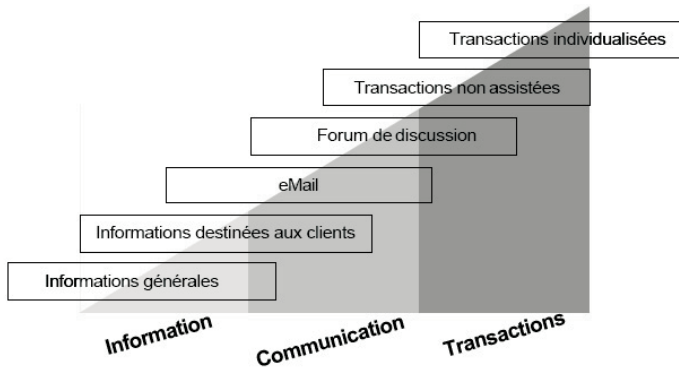 Transactions individualisées
Transactions non assistées
Forum de discussion
eMail
Informations destinées aux clients
Informations générales
Information
Communication
Transactions